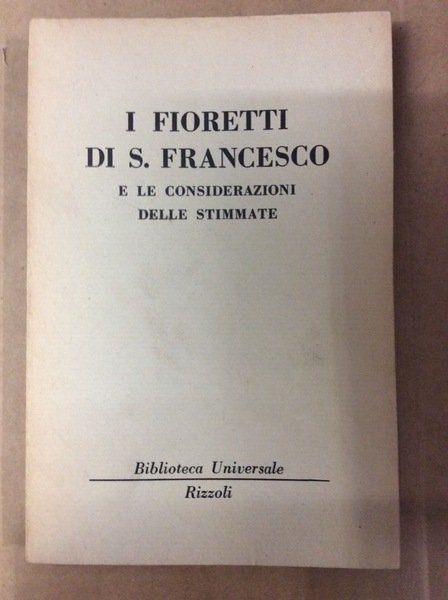 I FIORETTI
DI S. FRANCESCO
E LE CONSIDERAZIONI
DELLE STIMMATE
Biblioteca Universale
Rizzoli